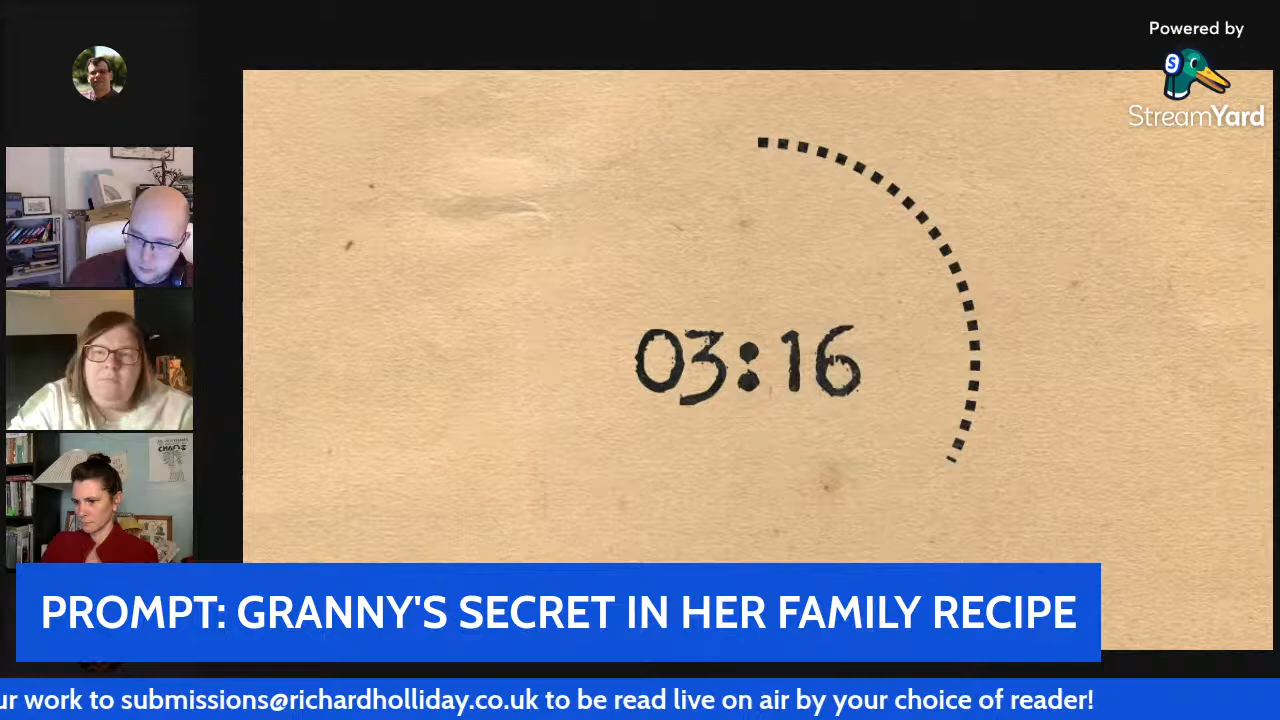 Powered by
S
StreamYard
03:16
CHAOS
PROMPT: GRANNY'S SECRET IN HER FAMILY RECIPE
ur work to submissions@richardholliday.co.uk to be read live on air by your choice of reader!